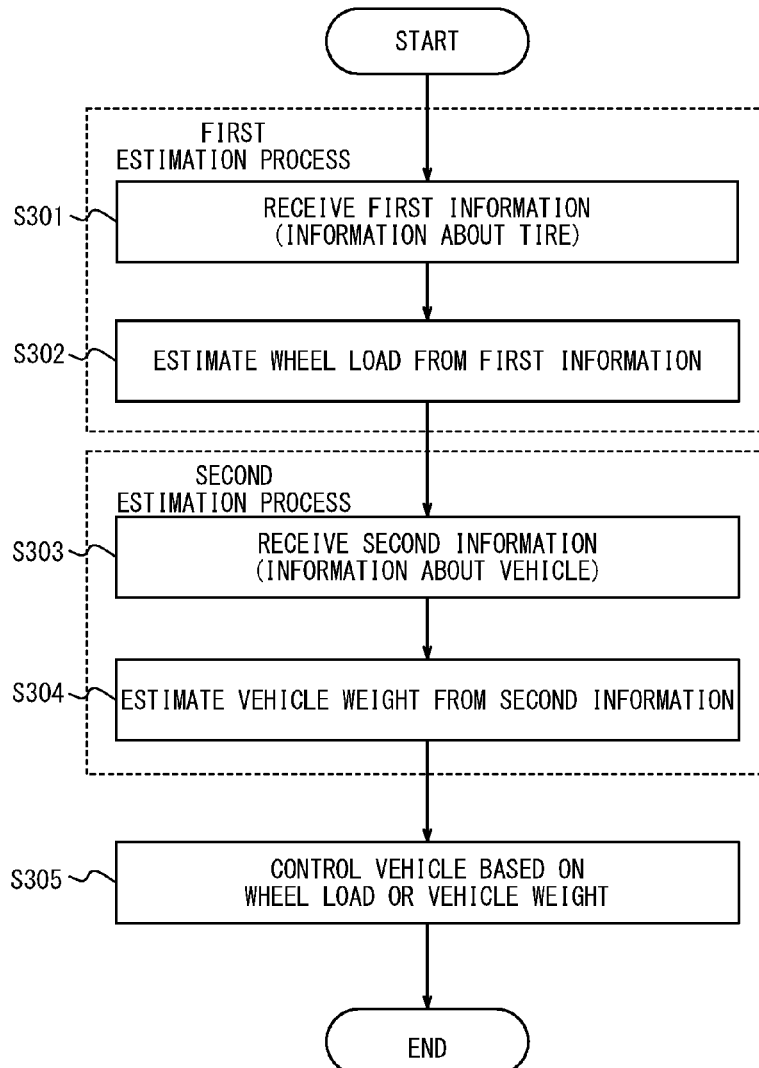 START
FIRST
ESTIMATION PROCESS
S301
RECEIVE FIRST INFORMATION
(INFORMATION ABOUT TIRE)
S302
ESTIMATE WHEEL LOAD FROM FIRST INFORMATION
SECOND
ESTIMATION PROCESS
S303
RECEIVE SECOND INFORMATION
(INFORMATION ABOUT VEHICLE)
S304
ESTIMATE VEHICLE WEIGHT FROM SECOND INFORMATION
S305
CONTROL VEHICLE BASED ON
WHEEL LOAD OR VEHICLE WEIGHT
END